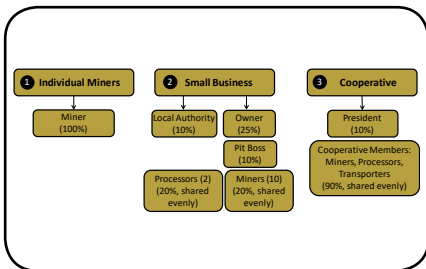 1 Individual Miners
Miner
(100%)
2 Small Business
Local Authority
(10%)
Owner
(25%)
Pit Boss
(10%)
Processors (2)
(20%, shared
evenly)
Miners (10)
(20%, shared
evenly)
3 Cooperative
President
(10%)
Cooperative Members:
Miners, Processors,
Transporters
(90%, shared evenly)